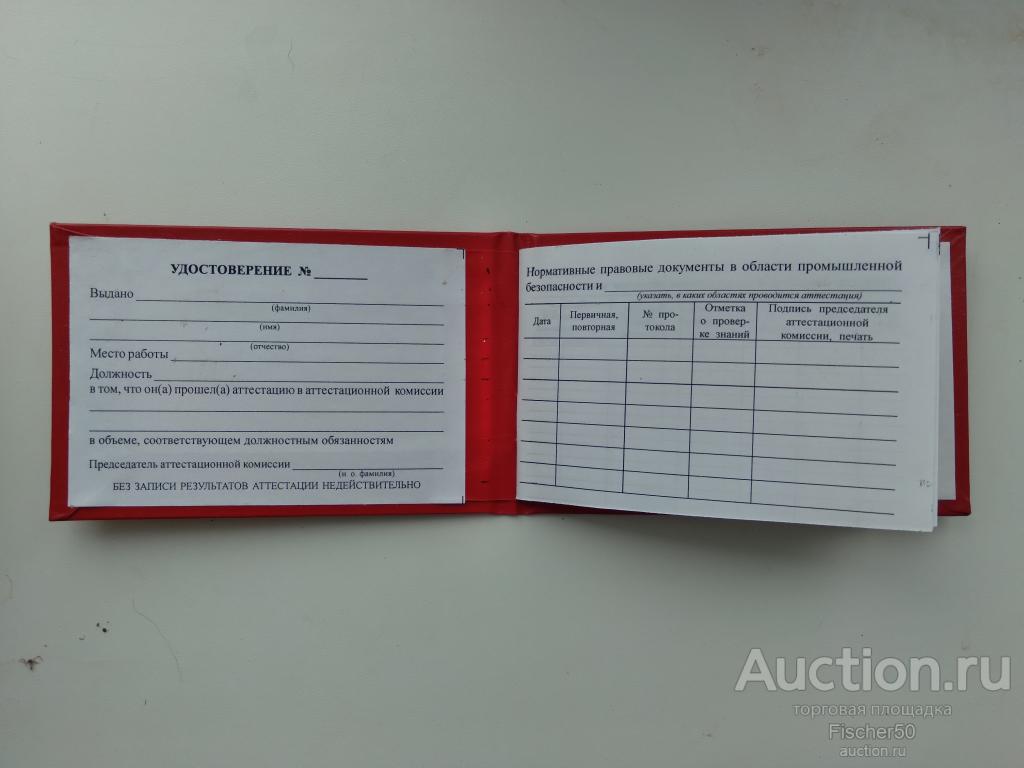 УДОСТОВЕРЕНИЕ № ________
Выдано
(фамилия)
(имя)
(отчество)
Место работы
Должность
в том, что он(а) прошел(а) аттестацию в аттестационной комиссии
в объеме, соответствующем должностным обязанностям
Председатель аттестационной комиссии
(и. о. фамилия)
БЕЗ ЗАПИСИ РЕЗУЛЬТАТОВ АТТЕСТАЦИИ НЕДЕЙСТВИТЕЛЬНО
Нормативные правовые документы в области промышленной
безопасности и
(указать, в каких областях проводится аттестация)
Дата
Первичная,
повторная
№ про-
токола
Отметка
о провер-
ке знаний
Подпись председателя
аттестационной
комиссии, печать
Auction.ru
торговая площадка
Fischer50
auction.ru